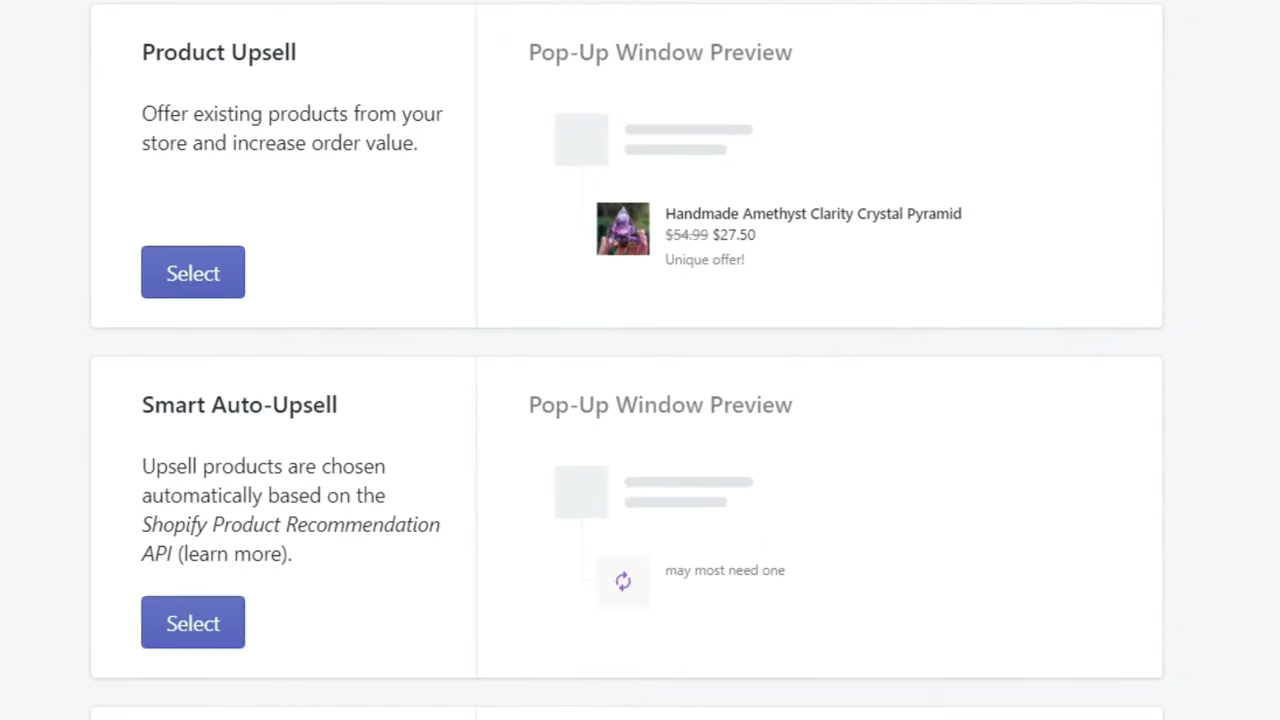 Product Upsell
Pop-Up Window Preview
Offer existing products from your
store and increase order value.
Handmade Amethyst Clarity Crystal Pyramid
$54.99 $27.50
Unique offer!
Select
Smart Auto-Upsell
Pop-Up Window Preview
Upsell products are chosen
automatically based on the
Shopify Product Recommendation
API (learn more).
may most need one
Select